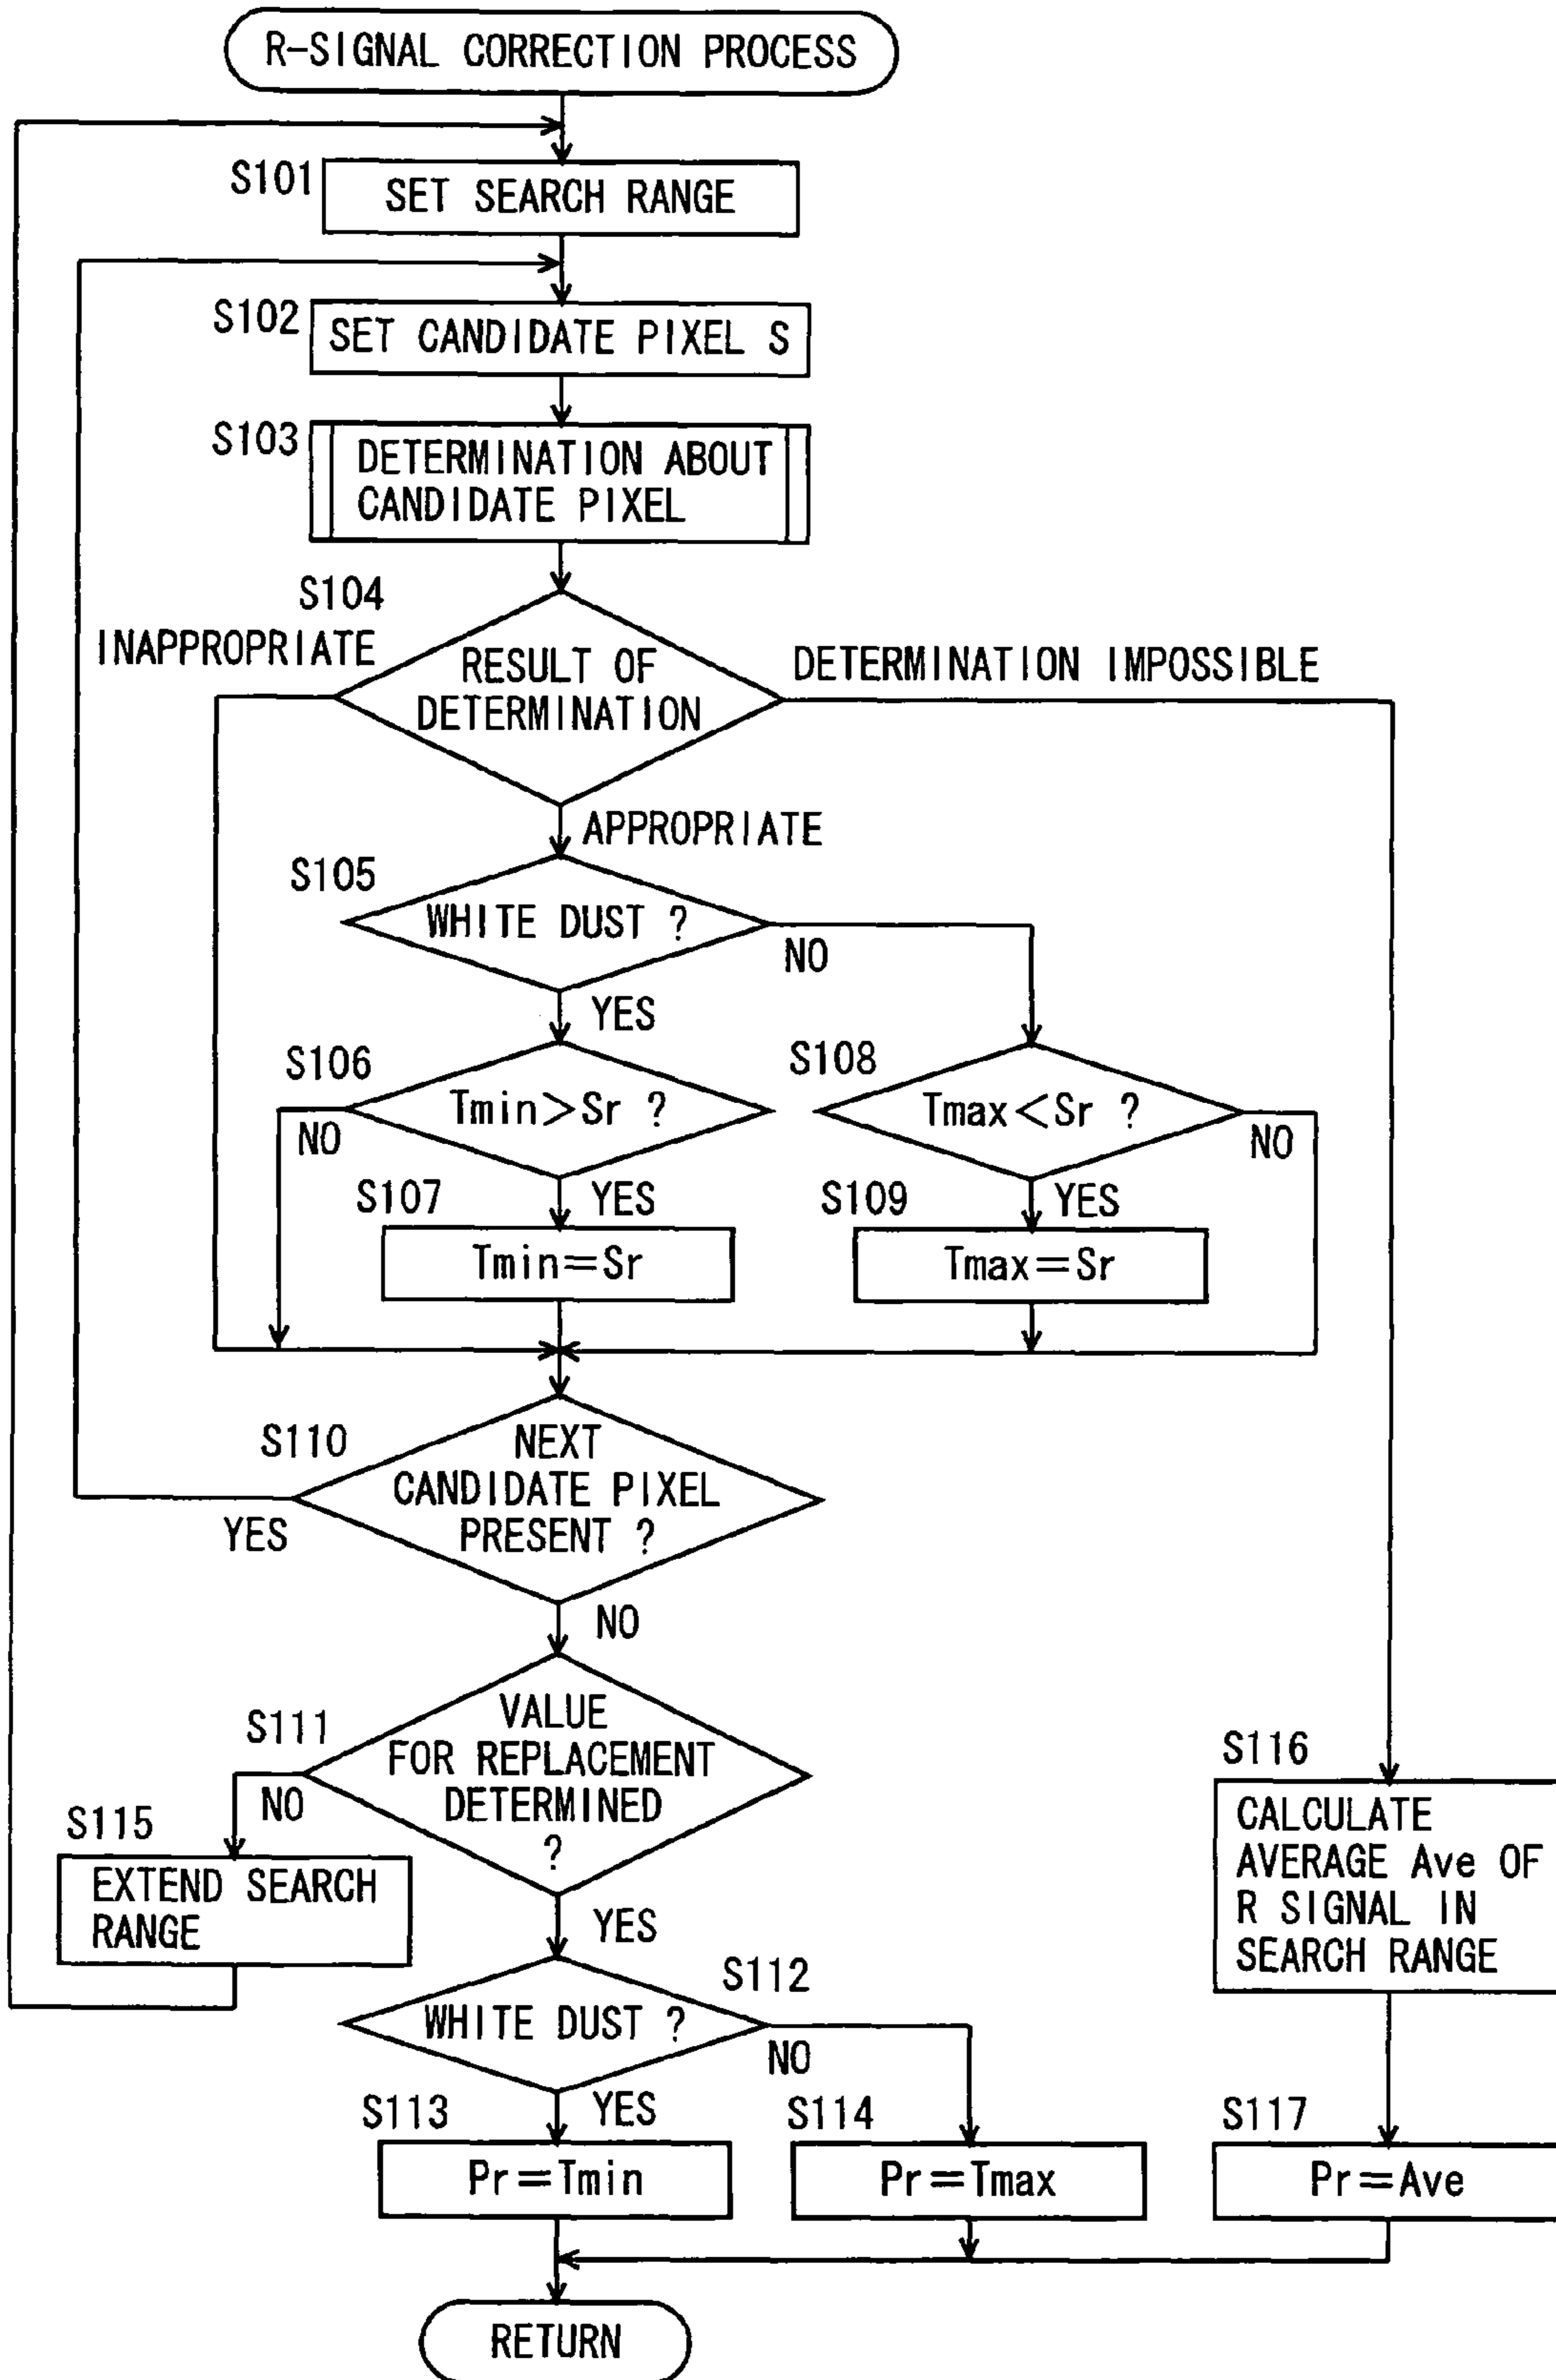 R-SIGNAL CORRECTION PROCESS
S101
SET SEARCH RANGE
S102
SET CANDIDATE PIXEL S
S103
DETERMINATION ABOUT
CANDIDATE PIXEL
S104
INAPPROPRIATE
RESULT OF
DETERMINATION
DETERMINATION IMPOSSIBLE
APPROPRIATE
S105
WHITE DUST ?
NO
YES
S106
Tmin>Sr ?
NO
YES
S108
Tmax<Sr ?
NO
YES
S107
Tmin=Sr
S109
Tmax=Sr
S110
NEXT
CANDIDATE PIXEL
PRESENT ?
YES
NO
S111
VALUE
FOR REPLACEMENT
DETERMINED
?
NO
YES
S115
EXTEND SEARCH
RANGE
S116
CALCULATE
AVERAGE Ave OF
R SIGNAL IN
SEARCH RANGE
S112
WHITE DUST ?
NO
YES
S113
Pr=Tmin
S114
Pr=Tmax
S117
Pr=Ave
RETURN